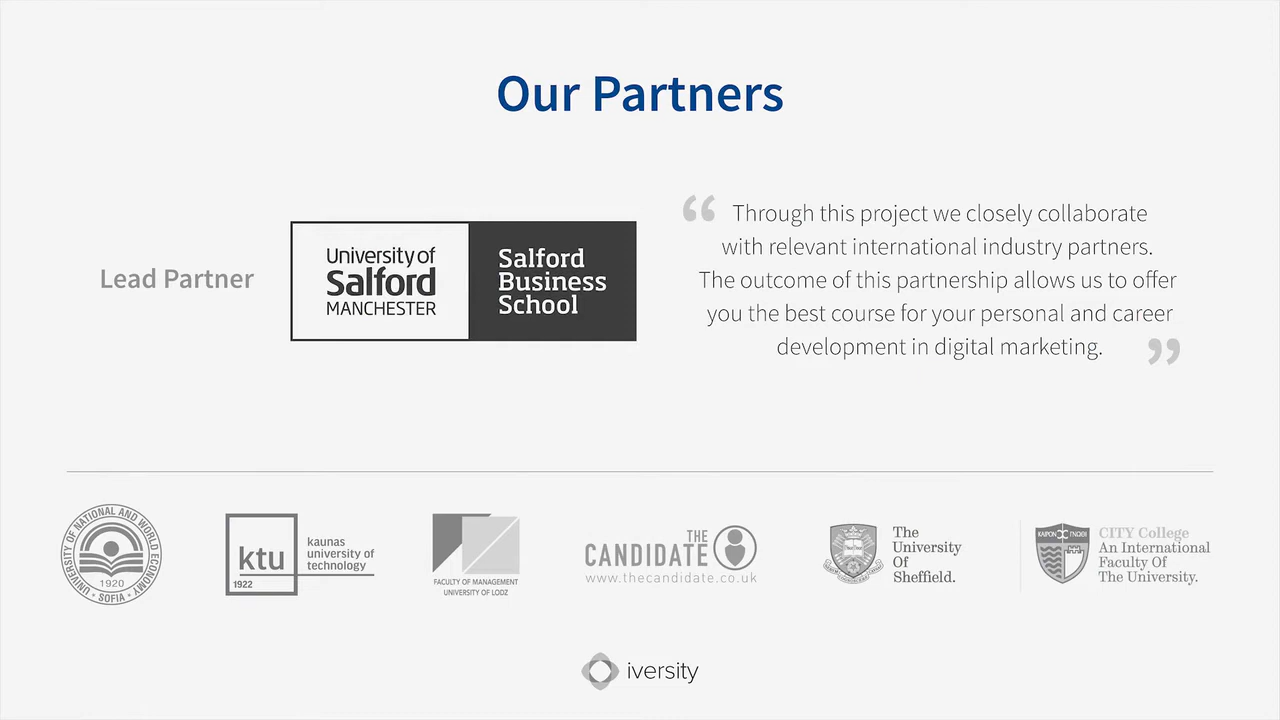 Our Partners
Lead Partner
University of
Salford
MANCHESTER
Salford
Business
School
“ Through this project we closely collaborate
with relevant international industry partners.
The outcome of this partnership allows us to offer
you the best course for your personal and career
development in digital marketing. ”
UNIVERSITY OF NATIONAL AND WORLD ECONOMY
1920
SOFIA
ktu
1922
kaunas
university of
technology
FACULTY OF MANAGEMENT
UNIVERSITY OF LODZ
THE
CANDIDATE
www.thecandidate.co.uk
The
University
Of
Sheffield.
CITY College
An International
Faculty Of
The University.
iversity